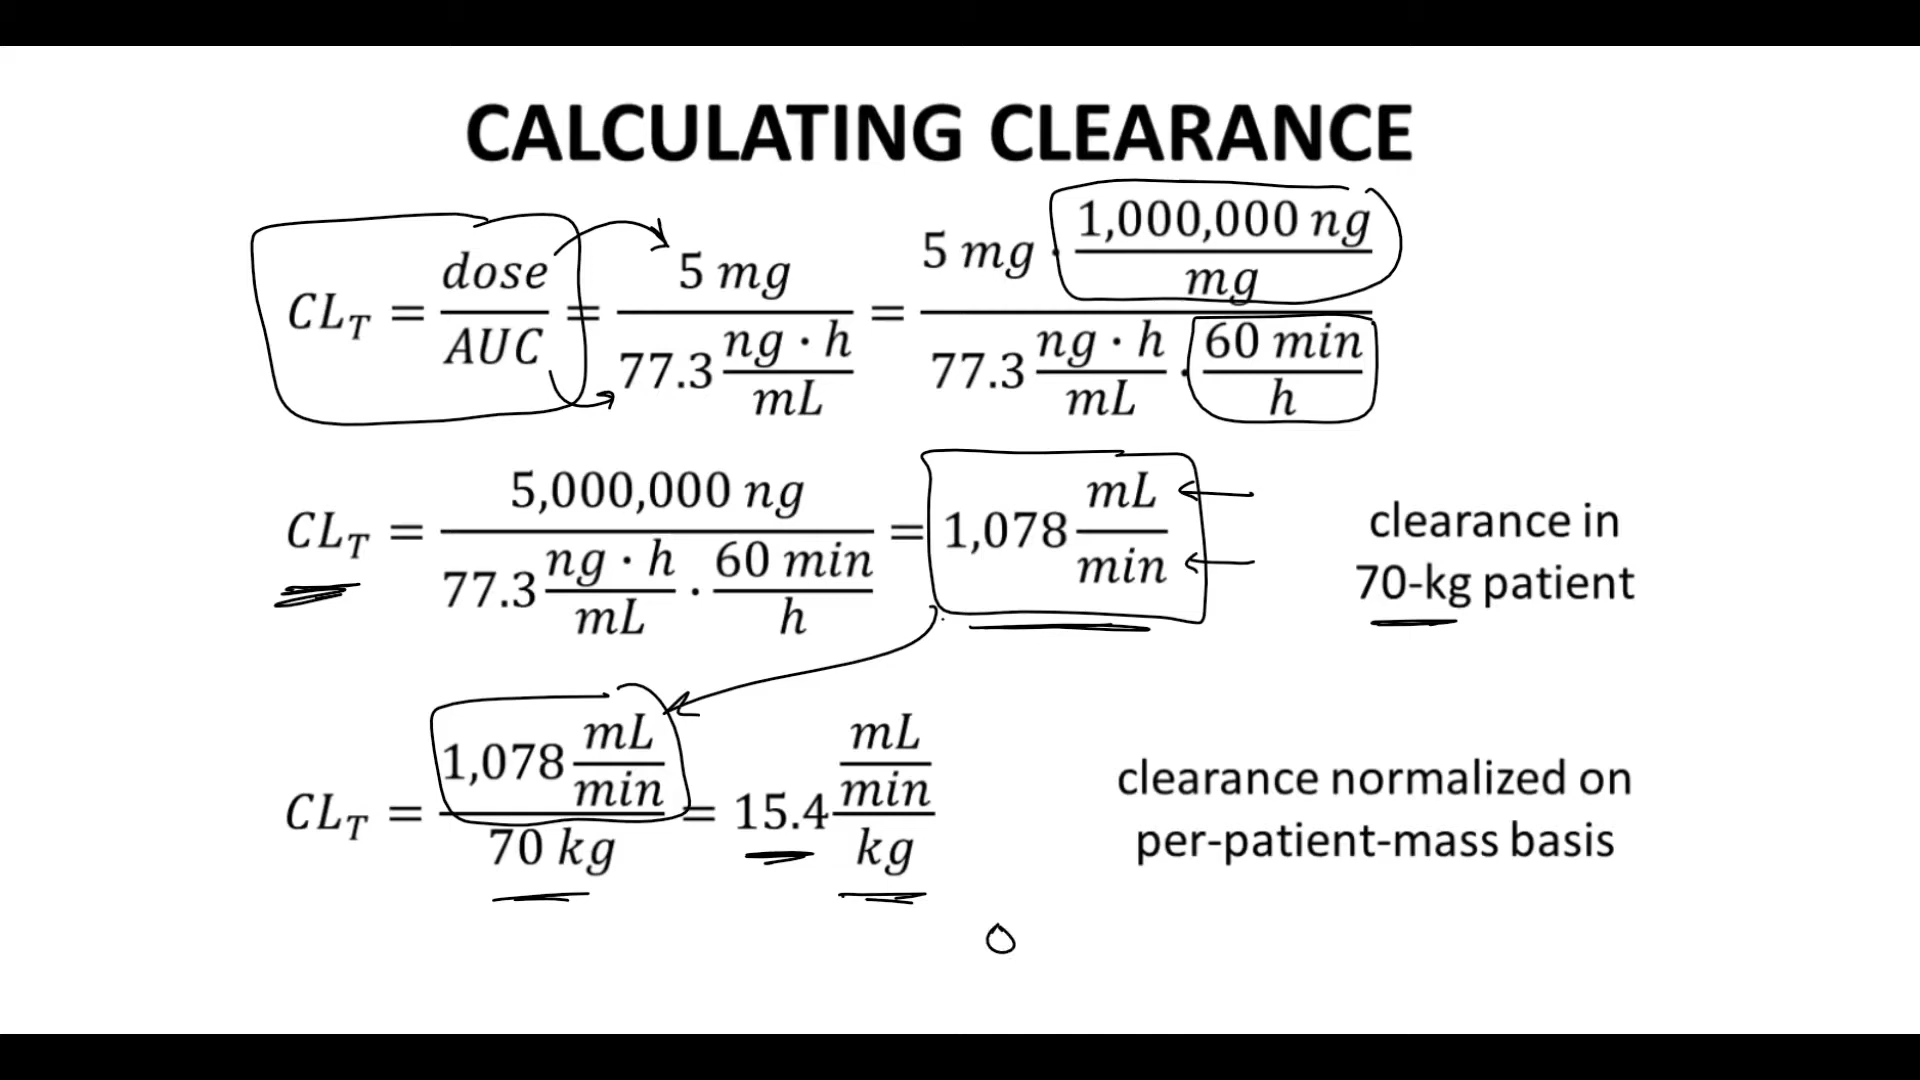 CALCULATING CLEARANCE
CL_T = dose/AUC = 5 mg/(77.3 ng · h/mL) = (5 mg · 1,000,000 ng/mg)/(77.3 ng · h/mL · 60 min/h)
CL_T = 5,000,000 ng/(77.3 ng · h/mL · 60 min/h) = 1,078 mL/min
clearance in
70-kg patient
CL_T = (1,078 mL/min)/(70 kg) = 15.4 (mL/min)/kg
clearance normalized on
per-patient-mass basis